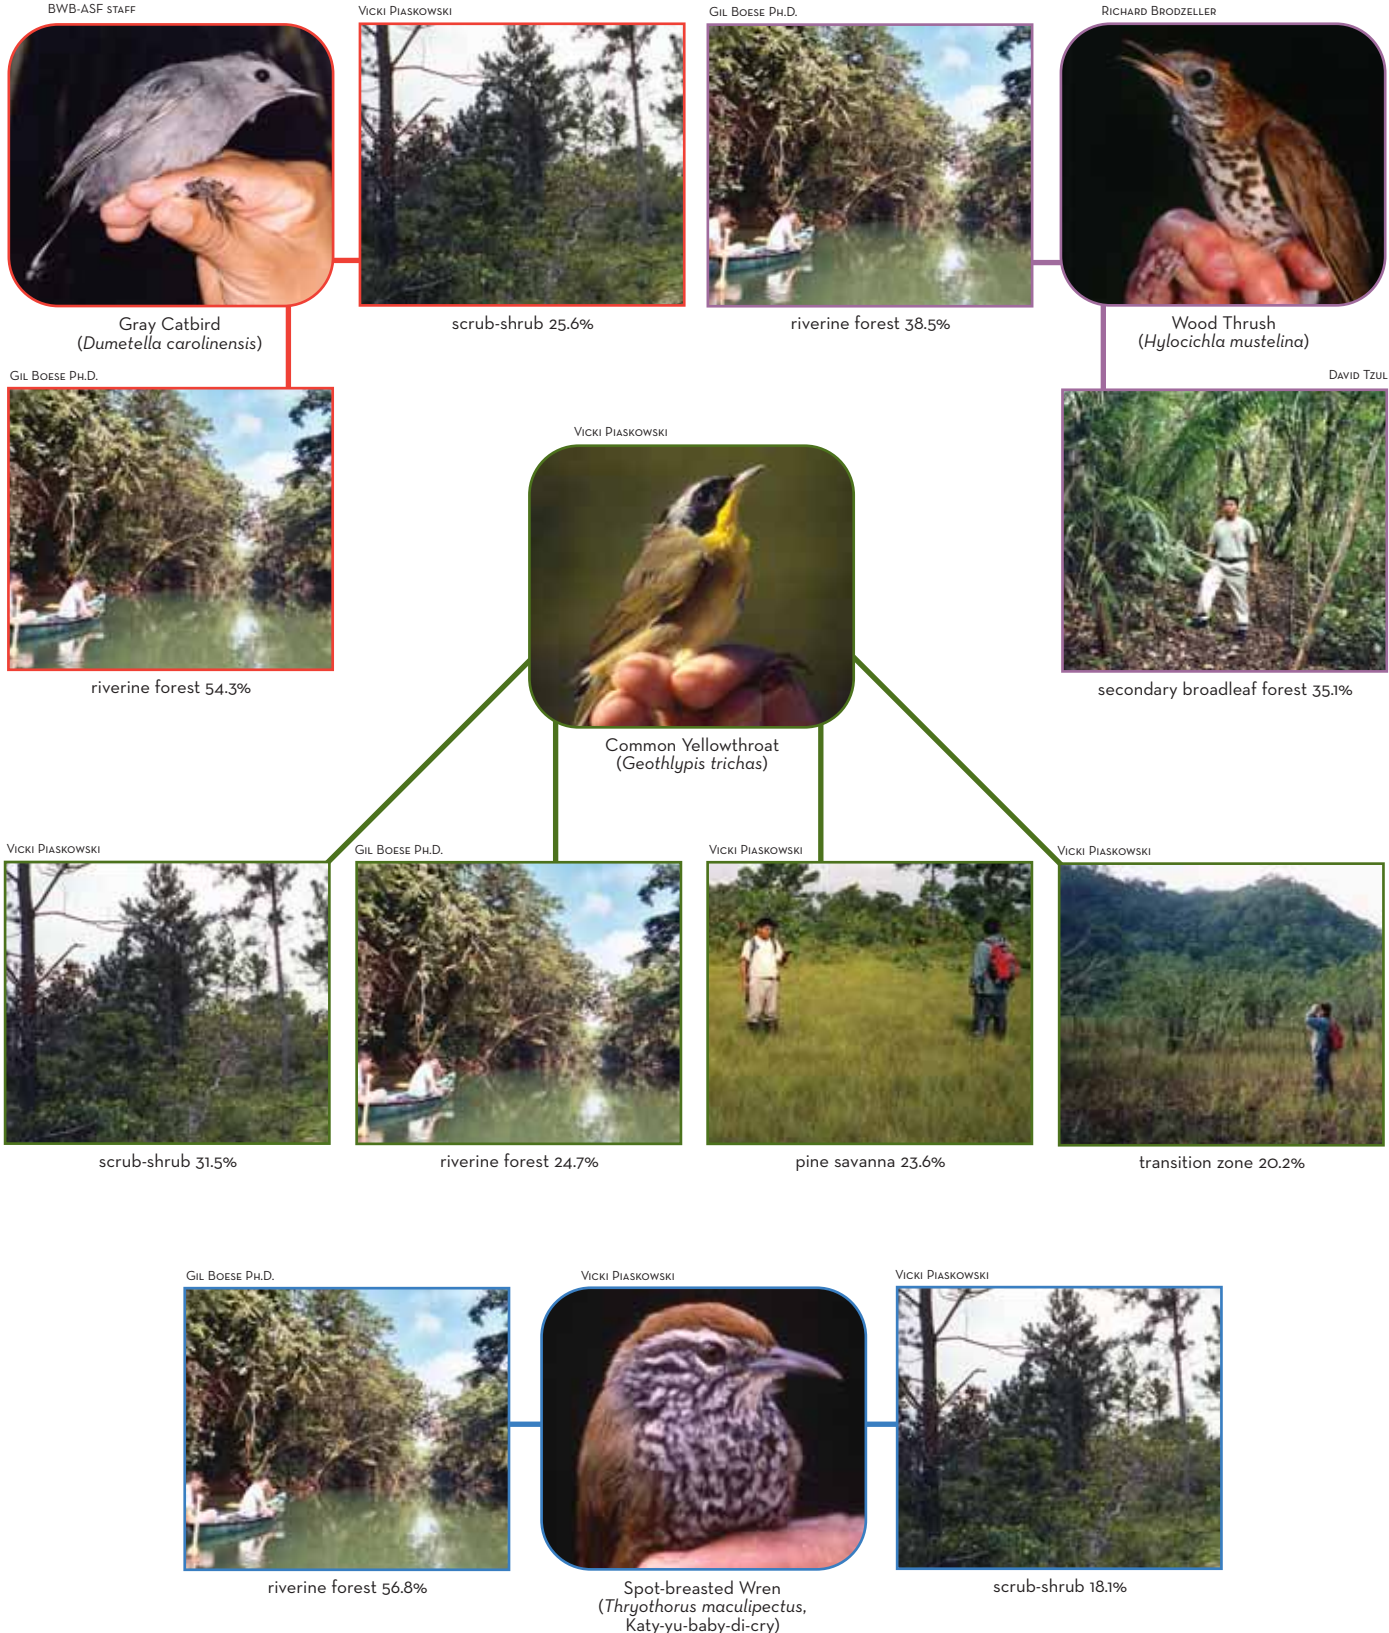 BWB-ASF STAFF
VICKI PIASKOWSKI
GIL BOESE PH.D.
RICHARD BRODZELLER
Gray Catbird
(Dumetella carolinensis)
scrub-shrub 25.6%
riverine forest 38.5%
Wood Thrush
(Hylocichla mustelina)
GIL BOESE PH.D.
DAVID TZUL
VICKI PIASKOWSKI
riverine forest 54.3%
secondary broadleaf forest 35.1%
Common Yellowthroat
(Geothlypis trichas)
VICKI PIASKOWSKI
GIL BOESE PH.D.
VICKI PIASKOWSKI
VICKI PIASKOWSKI
scrub-shrub 31.5%
riverine forest 24.7%
pine savanna 23.6%
transition zone 20.2%
GIL BOESE PH.D.
VICKI PIASKOWSKI
VICKI PIASKOWSKI
riverine forest 56.8%
Spot-breasted Wren
(Thryothorus maculipectus,
Katy-yu-baby-di-cry)
scrub-shrub 18.1%